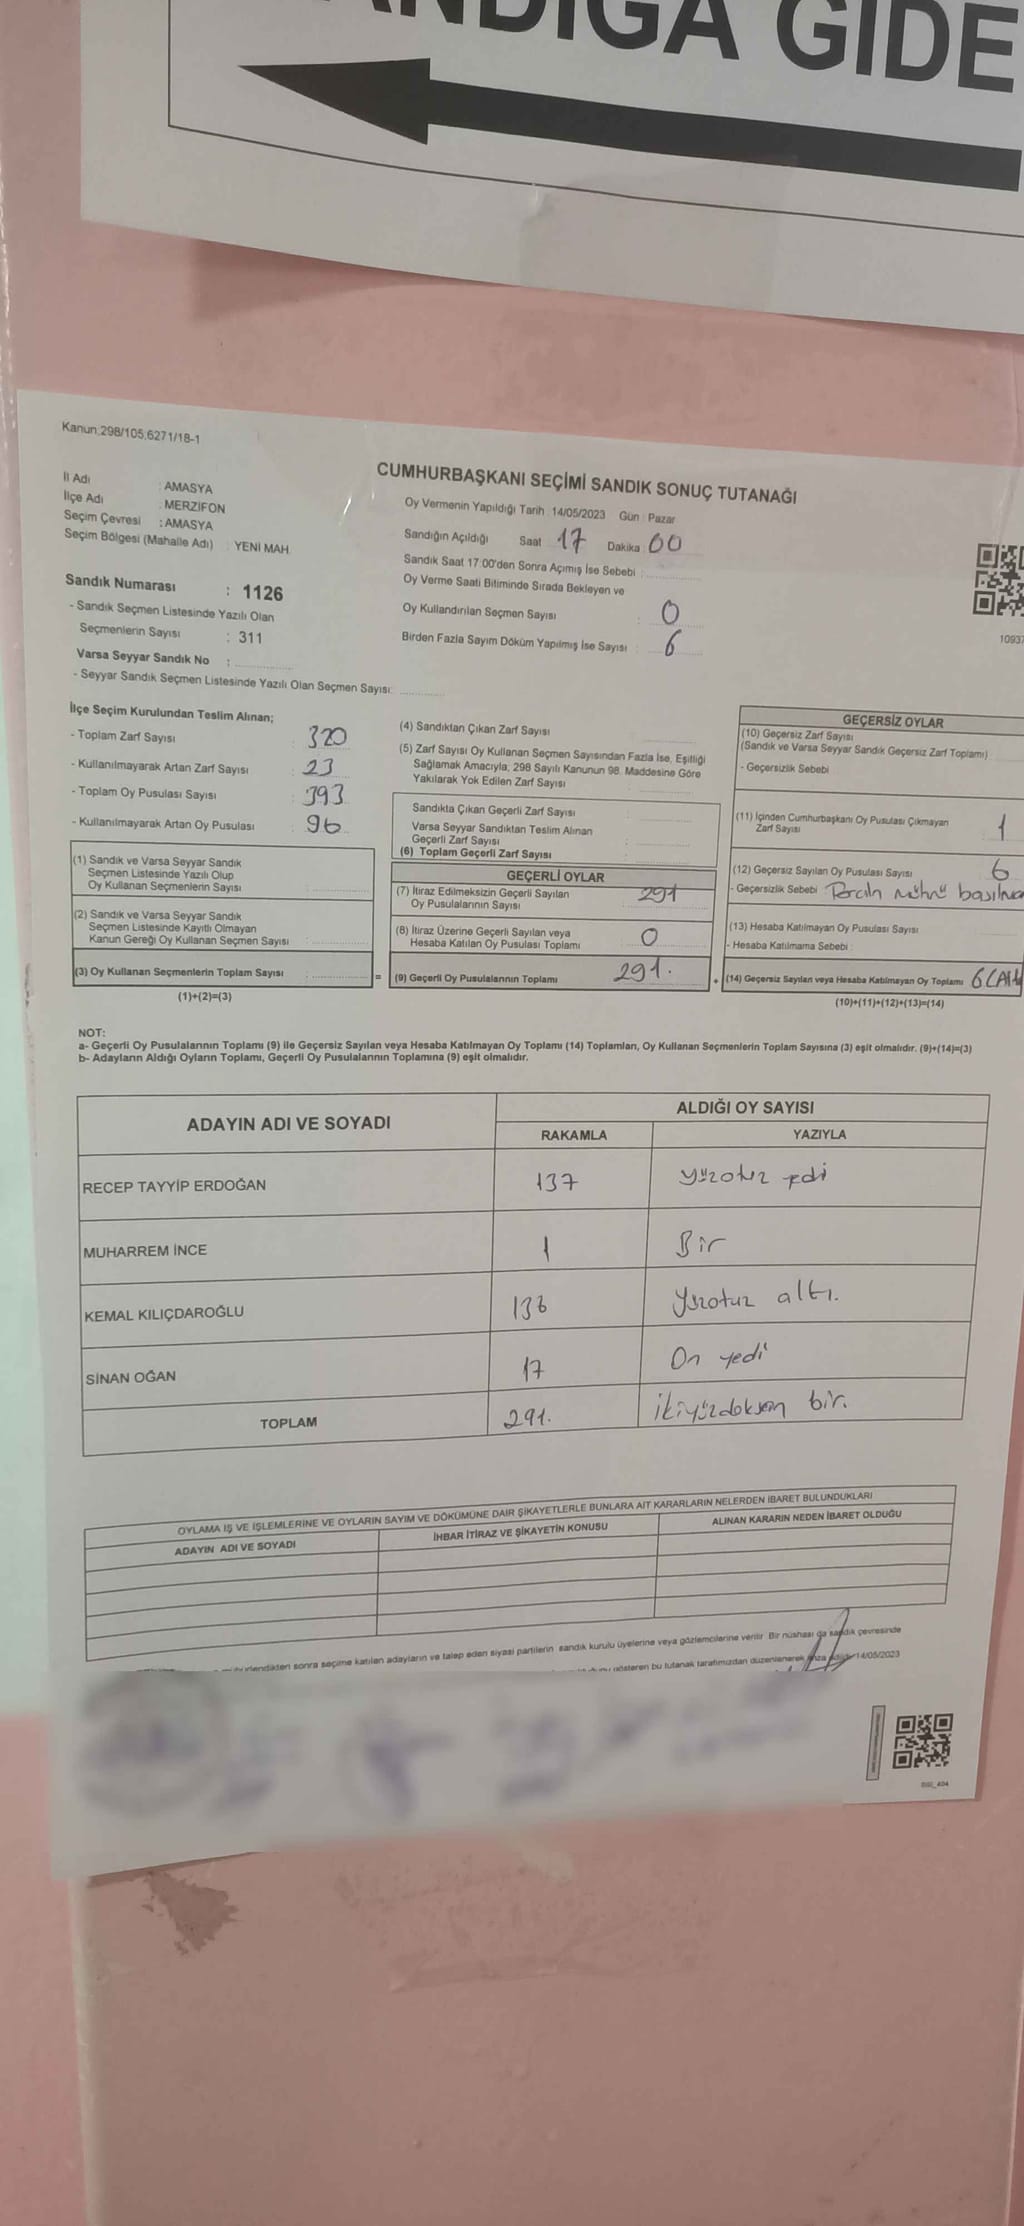 NDIĞA GİDE
Kanun;298/105;6271/18-1
CUMHURBAŞKANI SEÇİMİ SANDIK SONUÇ TUTANAĞI
İl Adı : AMASYA
İlçe Adı : MERZİFON
Seçim Çevresi : AMASYA
Seçim Bölgesi (Mahalle Adı) : YENİ MAH.
Sandık Numarası : 1126
- Sandık Seçmen Listesinde Yazılı Olan
Seçmenlerin Sayısı : 311
Varsa Seyyar Sandık No :
- Seyyar Sandık Seçmen Listesinde Yazılı Olan Seçmen Sayısı:
Oy Vermenin Yapıldığı Tarih : 14/05/2023 Gün : Pazar
Sandığın Açıldığı Saat 17 Dakika 00
Sandık Saat 17:00'den Sonra Açımış İse Sebebi :
Oy Verme Saati Bitiminde Sırada Bekleyen ve
Oy Kullandırılan Seçmen Sayısı : 0
Birden Fazla Sayım Döküm Yapılmış İse Sayısı : 6
1093
İlçe Seçim Kurulundan Teslim Alınan;
- Toplam Zarf Sayısı : 320
- Kullanılmayarak Artan Zarf Sayısı : 23
- Toplam Oy Pusulası Sayısı : 393
- Kullanılmayarak Artan Oy Pusulası : 96
(1) Sandık ve Varsa Seyyar Sandık
Seçmen Listesinde Yazılı Olup
Oy Kullanan Seçmenlerin Sayısı :
(2) Sandık ve Varsa Seyyar Sandık
Seçmen Listesinde Kayıtlı Olmayan
Kanun Gereği Oy Kullanan Seçmen Sayısı :
(3) Oy Kullanan Seçmenlerin Toplam Sayısı : =
(1)+(2)=(3)
(4) Sandıktan Çıkan Zarf Sayısı
(5) Zarf Sayısı Oy Kullanan Seçmen Sayısından Fazla İse, Eşitliği
Sağlamak Amacıyla, 298 Sayılı Kanunun 98. Maddesine Göre
Yakılarak Yok Edilen Zarf Sayısı :
Sandıkta Çıkan Geçerli Zarf Sayısı :
Varsa Seyyar Sandıktan Teslim Alınan
Geçerli Zarf Sayısı :
(6) Toplam Geçerli Zarf Sayısı
GEÇERLİ OYLAR
(7) İtiraz Edilmeksizin Geçerli Sayılan
Oy Pusulalarının Sayısı : 291
(8) İtiraz Üzerine Geçerli Sayılan veya
Hesaba Katılan Oy Pusulası Toplamı : 0
(9) Geçerli Oy Pusulalarının Toplamı 291. +
GEÇERSİZ OYLAR
(10) Geçersiz Zarf Sayısı
(Sandık ve Varsa Seyyar Sandık Geçersiz Zarf Toplamı)
- Geçersizlik Sebebi
(11) İçinden Cumhurbaşkanı Oy Pusulası Çıkmayan
Zarf Sayısı 1
(12) Geçersiz Sayılan Oy Pusulası Sayısı 6
- Geçersizlik Sebebi Tercih mührü
(13) Hesaba Katılmayan Oy Pusulası Sayısı
- Hesaba Katılmama Sebebi :
(14) Geçersiz Sayılan veya Hesaba Katılmayan Oy Toplamı 6
(10)+(11)+(12)+(13)=(14)
NOT:
a- Geçerli Oy Pusulalarının Toplamı (9) ile Geçersiz Sayılan veya Hesaba Katılmayan Oy Toplamı (14) Toplamları, Oy Kullanan Seçmenlerin Toplam Sayısına (3) eşit olmalıdır. (9)+(14)=(3)
b- Adayların Aldığı Oyların Toplamı, Geçerli Oy Pusulalarının Toplamına (9) eşit olmalıdır.
ADAYIN ADI VE SOYADI ALDIĞI OY SAYISI
RAKAMLA YAZIYLA
RECEP TAYYİP ERDOĞAN 137 yüzotuz yedi
MUHARREM İNCE 1 Bir
KEMAL KILIÇDAROĞLU 136 Yüzotuz altı.
SİNAN OĞAN 17 On yedi
TOPLAM 291. ikiyüzdoksan bir.
OYLAMA İŞ VE İŞLEMLERİNE VE OYLARIN SAYIM VE DÖKÜMÜNE DAİR ŞİKAYETLERLE BUNLARA AİT KARARLARIN NELERDEN İBARET BULUNDUKLARI
ADAYIN ADI VE SOYADI İHBAR İTİRAZ VE ŞİKAYETİN KONUSU ALINAN KARARIN NEDEN İBARET OLDUĞU
sonra seçime katılan adayların ve talep eden siyasi partilerin sandık kurulu üyelerine veya gözlemcilerine verilir. Bir nüshası da sandık çevresinde
gösteren bu tutanak tarafımızdan düzenlenerek imza edildi. 14/05/2023